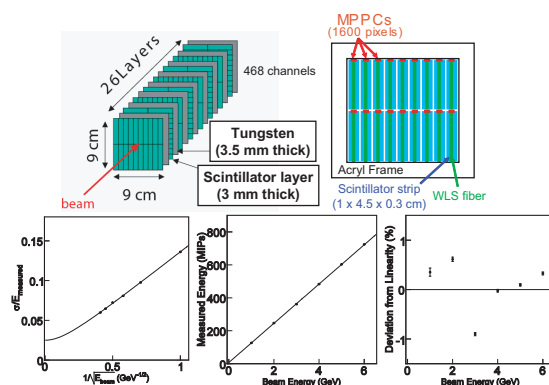 26Layers
468 channels
9 cm
9 cm
beam
Tungsten
(3.5 mm thick)
Scintillator layer
(3 mm thick)
MPPCs
(1600 pixels)
Acryl Frame
Scintillator strip
(1 x 4.5 x 0.3 cm)
WLS fiber
σ/E measured
0.15
0.1
0.05
0
0 0.5 1
1/√E beam (GeV⁻¹/²)
Measured Energy (MIPs)
800
600
400
200
0
0 2 4 6
Beam Energy (GeV)
Deviation from Linearity (%)
1
0
-1
0 2 4 6
Beam Energy (GeV)